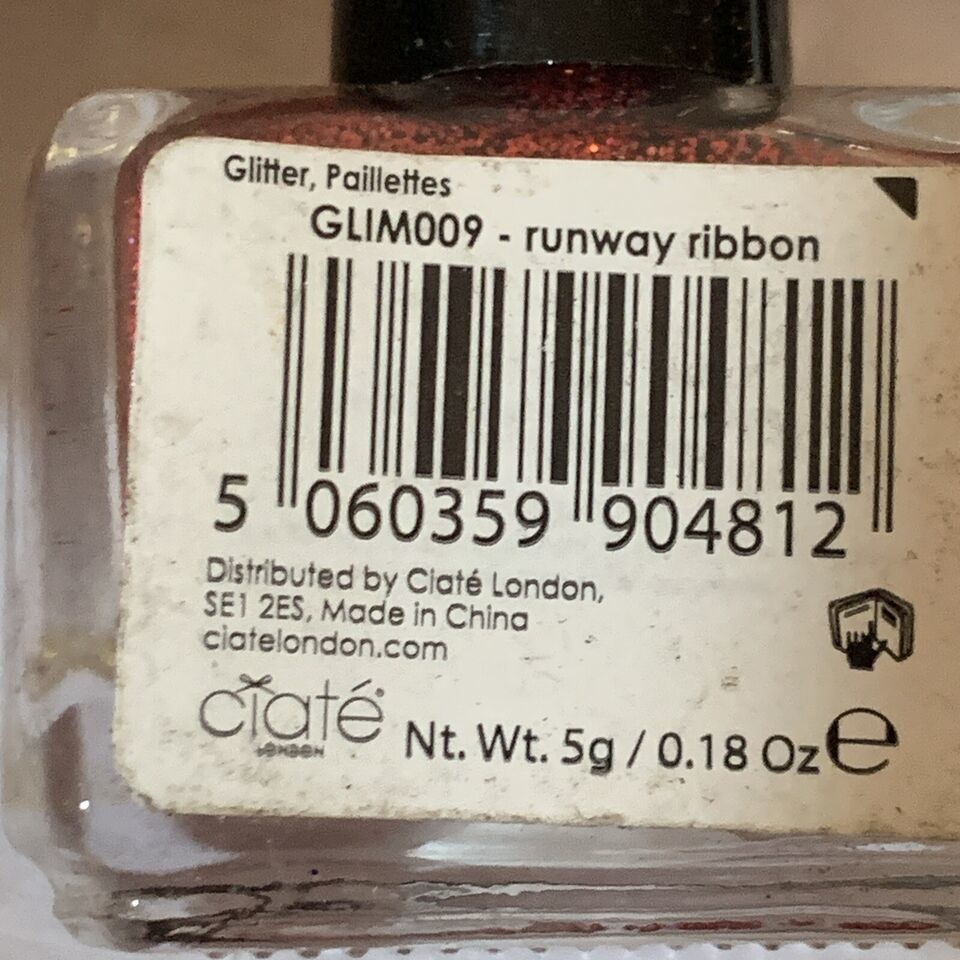 Glitter, Paillettes
GLIM009 - runway ribbon
5 060359 904812
Distributed by Ciaté London,
SE1 2ES, Made in China
ciatelondon.com
ciaté
LONDON
Nt. Wt. 5g / 0.18 Oz e